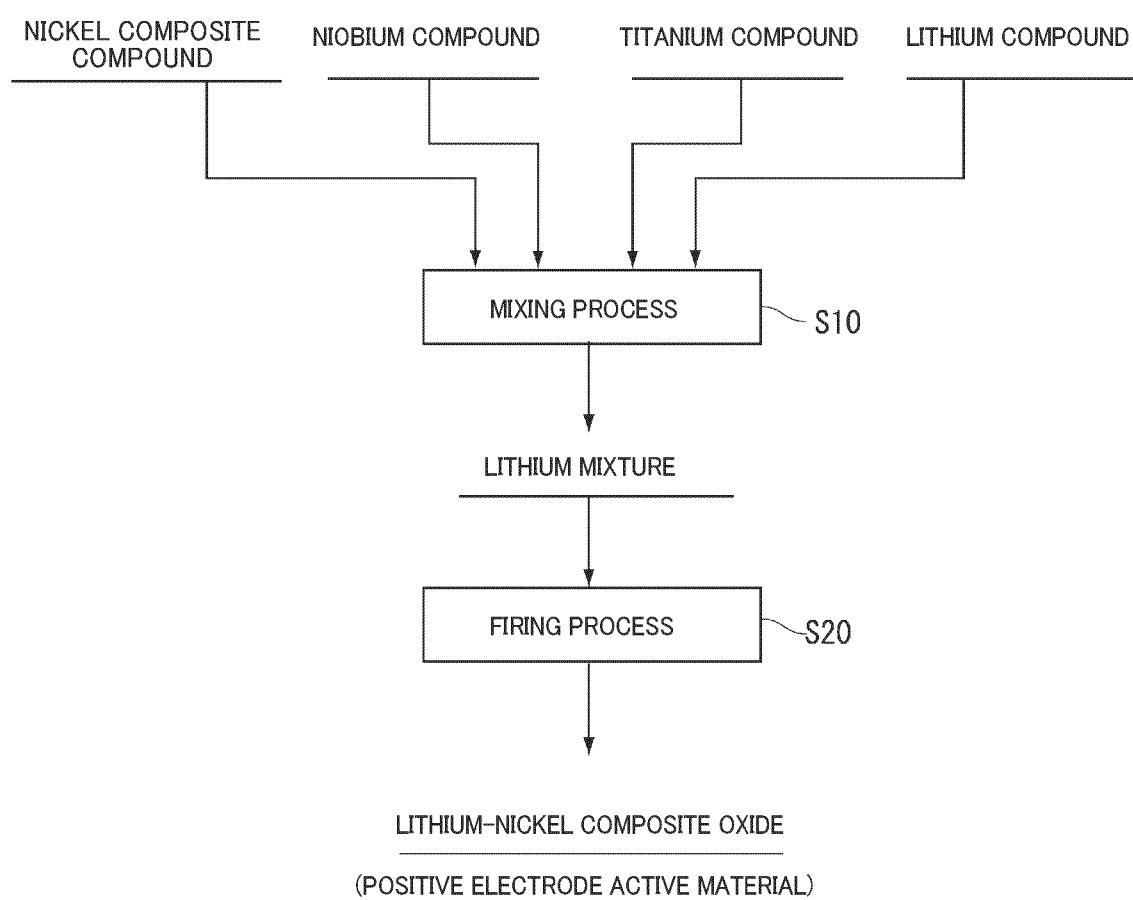 NICKEL COMPOSITE
COMPOUND
NIOBIUM COMPOUND
TITANIUM COMPOUND
LITHIUM COMPOUND
MIXING PROCESS
S10
LITHIUM MIXTURE
FIRING PROCESS
S20
LITHIUM-NICKEL COMPOSITE OXIDE
(POSITIVE ELECTRODE ACTIVE MATERIAL)